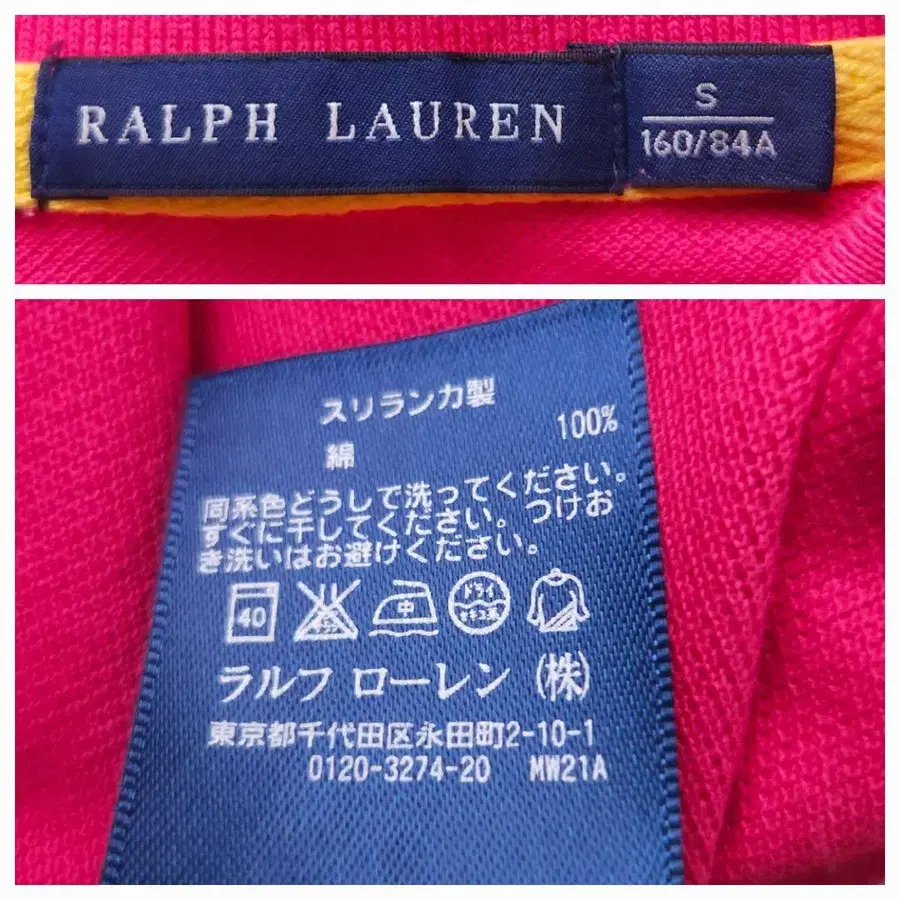 RALPH LAUREN
S
160/84A
スリランカ製
綿 100%
同系色どうしで洗ってください。
すぐに干してください。つけお
き洗いはお避けください。
40 中 ドライ
ラルフ ローレン (株)
東京都千代田区永田町2-10-1
0120-3274-20 MW21A